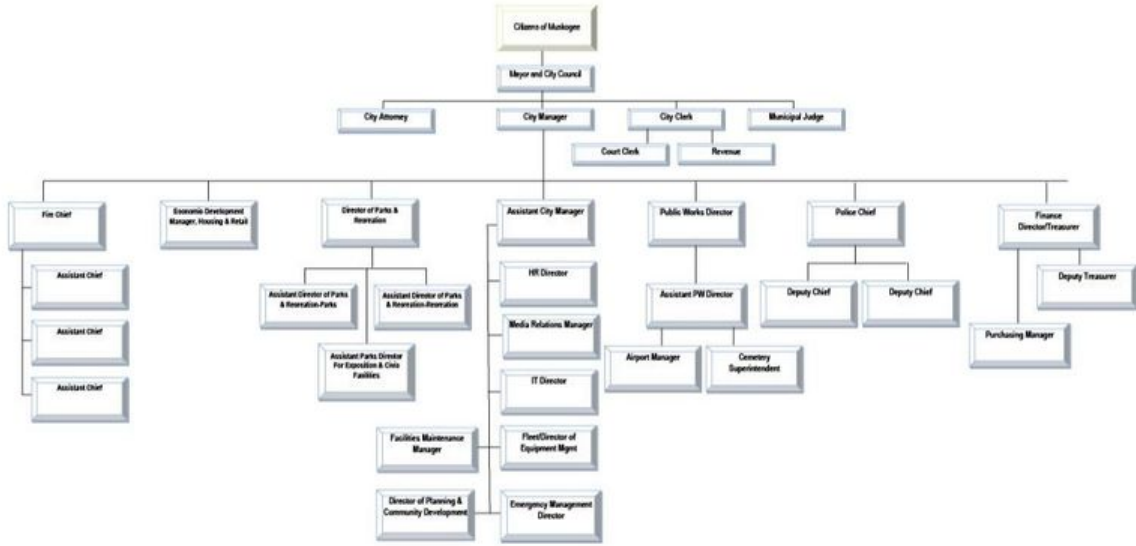 Citizens of Muskogee
Mayor and City Council
City Attorney
City Manager
City Clerk
Municipal Judge
Court Clerk
Revenue
Fire Chief
Economic Development
Manager, Housing & Retail
Director of Parks &
Recreation
Assistant City Manager
Public Works Director
Police Chief
Finance
Director/Treasurer
Assistant Chief
Assistant Chief
Assistant Chief
Assistant Director of Parks
& Recreation-Parks
Assistant Director of Parks
& Recreation-Recreation
Assistant Parks Director
For Exposition & Civic
Facilities
HR Director
Media Relations Manager
IT Director
Facilities Maintenance
Manager
Fleet/Director of
Equipment Mgmt
Director of Planning &
Community Development
Emergency Management
Director
Assistant PW Director
Airport Manager
Cemetery
Superintendent
Deputy Chief
Deputy Chief
Deputy Treasurer
Purchasing Manager